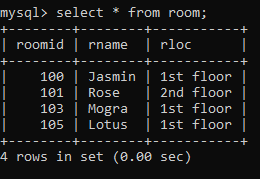 mysql> select * from room;
+--------+--------+-----------+
| roomid | rname  | rloc      |
+--------+--------+-----------+
|    100 | Jasmin | 1st floor |
|    101 | Rose   | 2nd floor |
|    103 | Mogra  | 1st floor |
|    105 | Lotus  | 1st floor |
+--------+--------+-----------+
4 rows in set (0.00 sec)